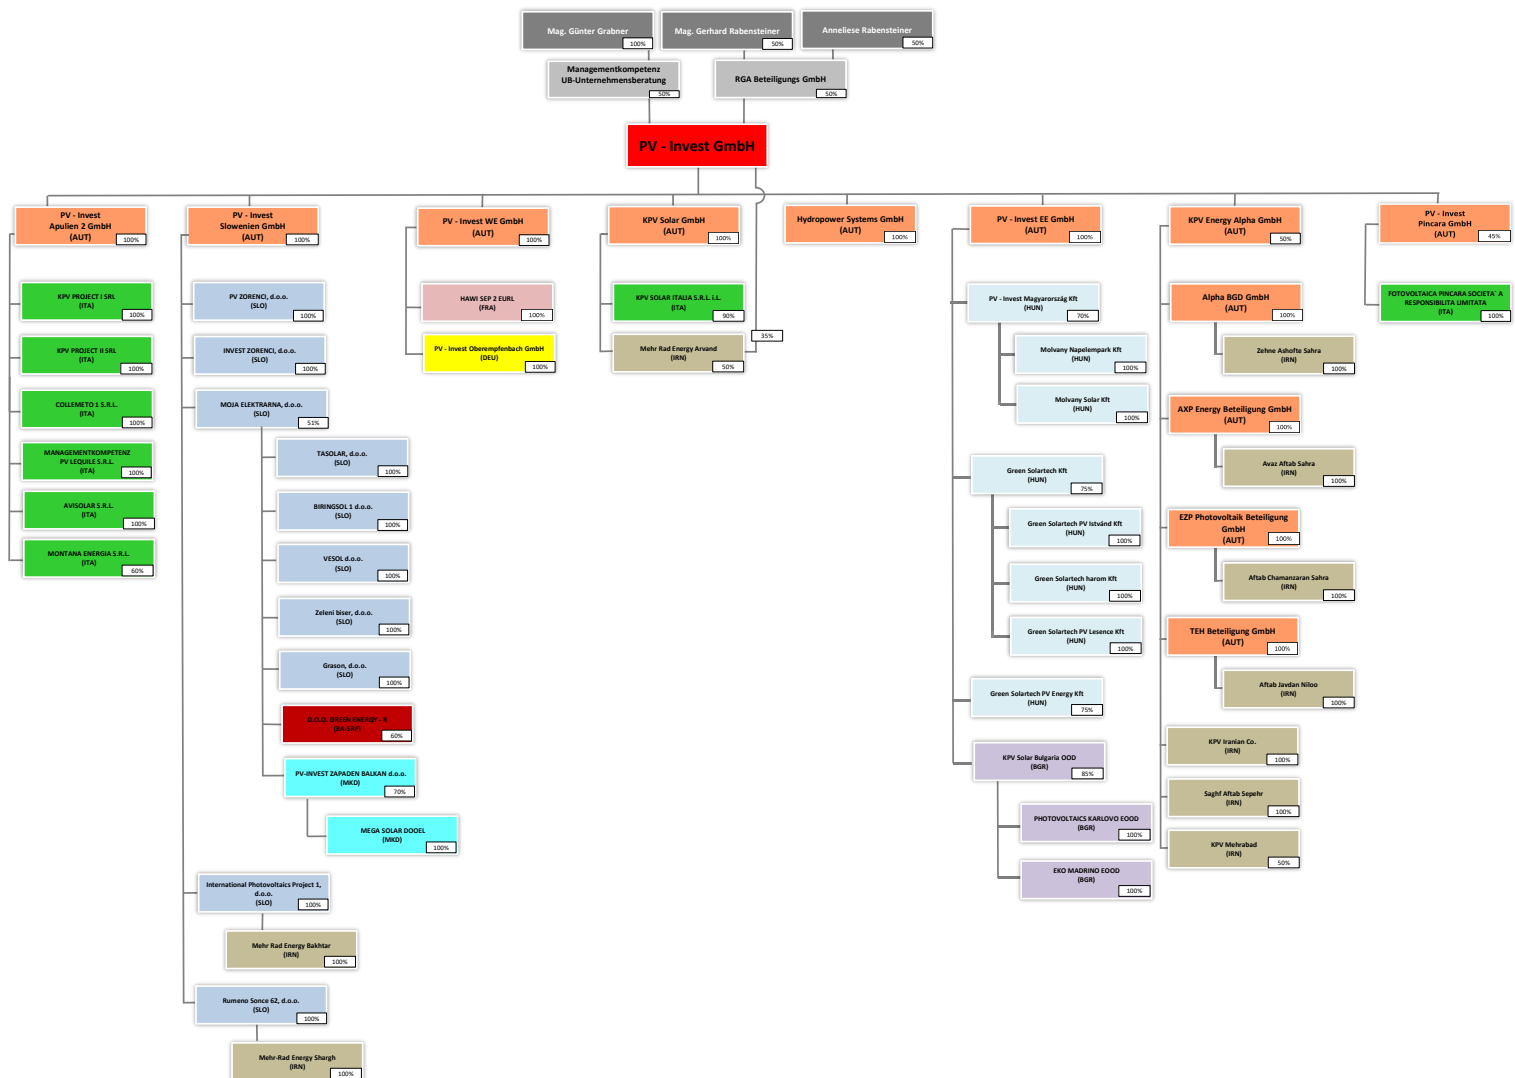 Mag. Günter Grabner
100%
Mag. Gerhard Rabensteiner
50%
Anneliese Rabensteiner
50%
Managementkompetenz
UB-Unternehmensberatung
50%
RGA Beteiligungs GmbH
50%
PV - Invest GmbH
PV - Invest
Apulien 2 GmbH
(AUT)
100%
KPV PROJECT I SRL
(ITA)
100%
KPV PROJECT II SRL
(ITA)
100%
COLLEMETO 1 S.R.L.
(ITA)
100%
MANAGEMENTKOMPETENZ
PV LEQUILE S.R.L.
(ITA)
100%
AVISOLAR S.R.L.
(ITA)
100%
MONTANA ENERGIA S.R.L.
(ITA)
60%
PV - Invest
Slowenien GmbH
(AUT)
100%
PV ZORENCI, d.o.o.
(SLO)
100%
INVEST ZORENCI, d.o.o.
(SLO)
100%
MOJA ELEKTRARNA, d.o.o.
(SLO)
51%
TASOLAR, d.o.o.
(SLO)
100%
BIRINGSOL 1 d.o.o.
(SLO)
100%
VESOL d.o.o.
(SLO)
100%
Zeleni biser, d.o.o.
(SLO)
100%
Grason, d.o.o.
(SLO)
100%
D.O.O. GREEN ENERGY - R
(BA SRP)
60%
PV-INVEST ZAPADEN BALKAN d.o.o.
(MKD)
70%
MEGA SOLAR DOOEL
(MKD)
100%
International Photovoltaics Project 1,
d.o.o.
(SLO)
100%
Mehr Rad Energy Bakhtar
(IRN)
100%
Rumeno Sonce 62, d.o.o.
(SLO)
100%
Mehr-Rad Energy Shargh
(IRN)
100%
PV - Invest WE GmbH
(AUT)
100%
HAWI SEP 2 EURL
(FRA)
100%
PV - Invest Oberempfenbach GmbH
(DEU)
100%
KPV Solar GmbH
(AUT)
100%
KPV SOLAR ITALIA S.R.L. i.L.
(ITA)
90%
35%
Mehr Rad Energy Arvand
(IRN)
50%
Hydropower Systems GmbH
(AUT)
100%
PV - Invest EE GmbH
(AUT)
100%
PV - Invest Magyarország Kft
(HUN)
70%
Molvany Napelempark Kft
(HUN)
100%
Molvany Solar Kft
(HUN)
100%
Green Solartech Kft
(HUN)
75%
Green Solartech PV Istvánd Kft
(HUN)
100%
Green Solartech harom Kft
(HUN)
100%
Green Solartech PV Lesence Kft
(HUN)
100%
Green Solartech PV Energy Kft
(HUN)
75%
KPV Solar Bulgaria OOD
(BGR)
85%
PHOTOVOLTAICS KARLOVO EOOD
(BGR)
100%
EKO MADRINO EOOD
(BGR)
100%
KPV Energy Alpha GmbH
(AUT)
50%
Alpha BGD GmbH
(AUT)
100%
Zehne Ashofte Sahra
(IRN)
100%
AXP Energy Beteiligung GmbH
(AUT)
100%
Avaz Aftab Sahra
(IRN)
100%
EZP Photovoltaik Beteiligung
GmbH
(AUT)
100%
Aftab Chamanzaran Sahra
(IRN)
100%
TEH Beteiligung GmbH
(AUT)
100%
Aftab Javdan Niloo
(IRN)
100%
KPV Iranian Co.
(IRN)
100%
Saghf Aftab Sepehr
(IRN)
100%
KPV Mehrabad
(IRN)
50%
PV - Invest
Pincara GmbH
(AUT)
45%
FOTOVOLTAICA PINCARA SOCIETA` A
RESPONSIBILITA LIMITATA
(ITA)
100%